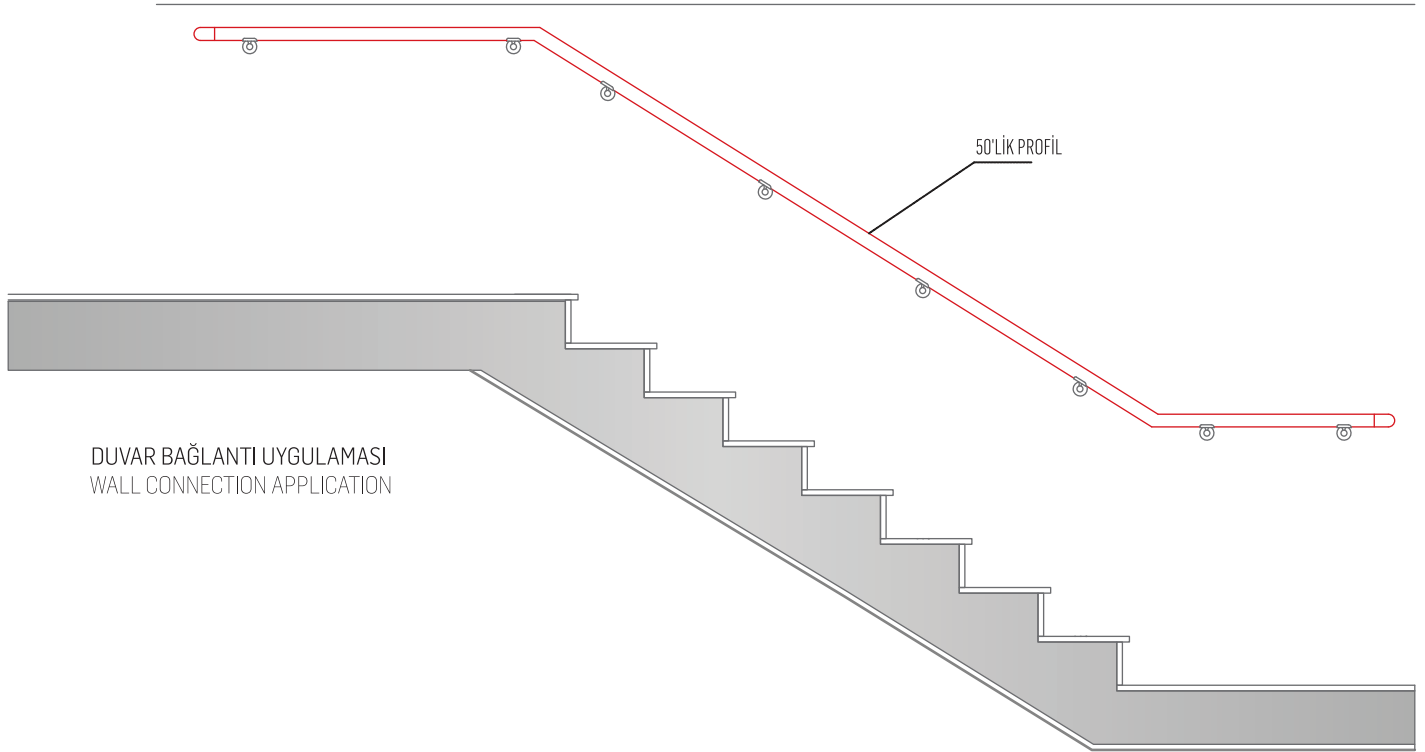 50'LİK PROFİL
DUVAR BAĞLANTI UYGULAMASI
WALL CONNECTION APPLICATION